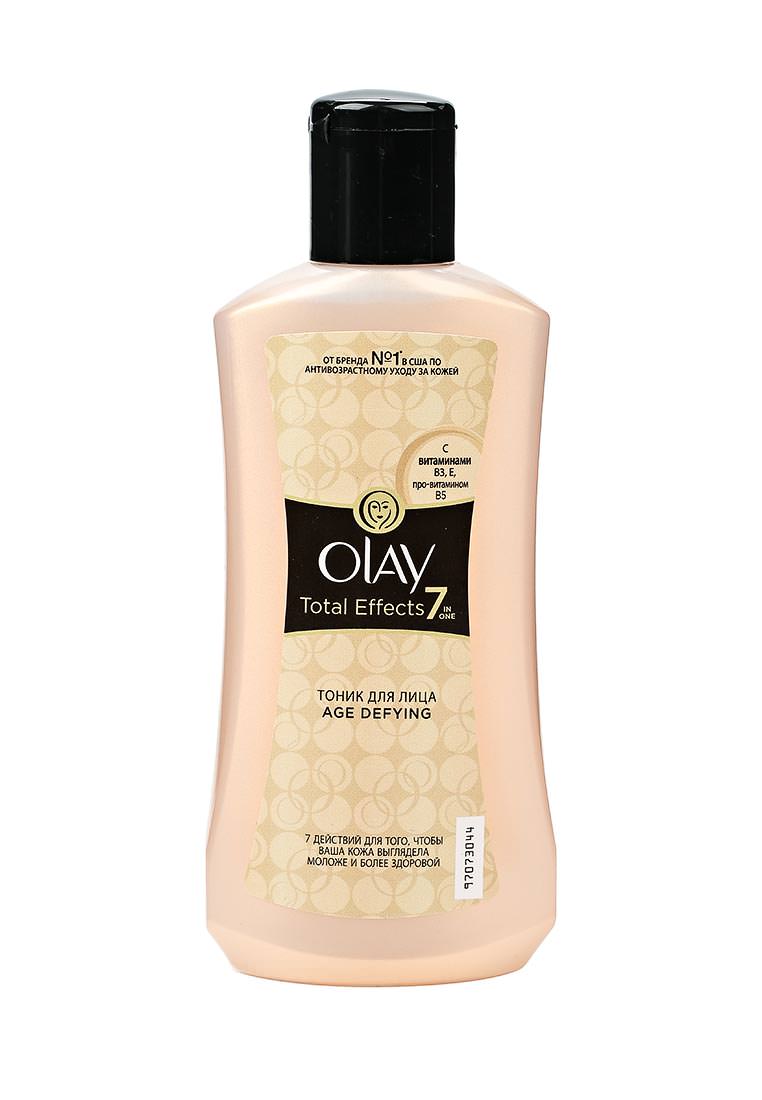 ОТ БРЕНДА №1* В США ПО
АНТИВОЗРАСТНОМУ УХОДУ ЗА КОЖЕЙ
С
витаминами
B3, E,
про-витамином
B5
OLAY
Total Effects 7 IN ONE
ТОНИК ДЛЯ ЛИЦА
AGE DEFYING
7 ДЕЙСТВИЙ ДЛЯ ТОГО, ЧТОБЫ
ВАША КОЖА ВЫГЛЯДЕЛА
МОЛОЖЕ И БОЛЕЕ ЗДОРОВОЙ
97073044